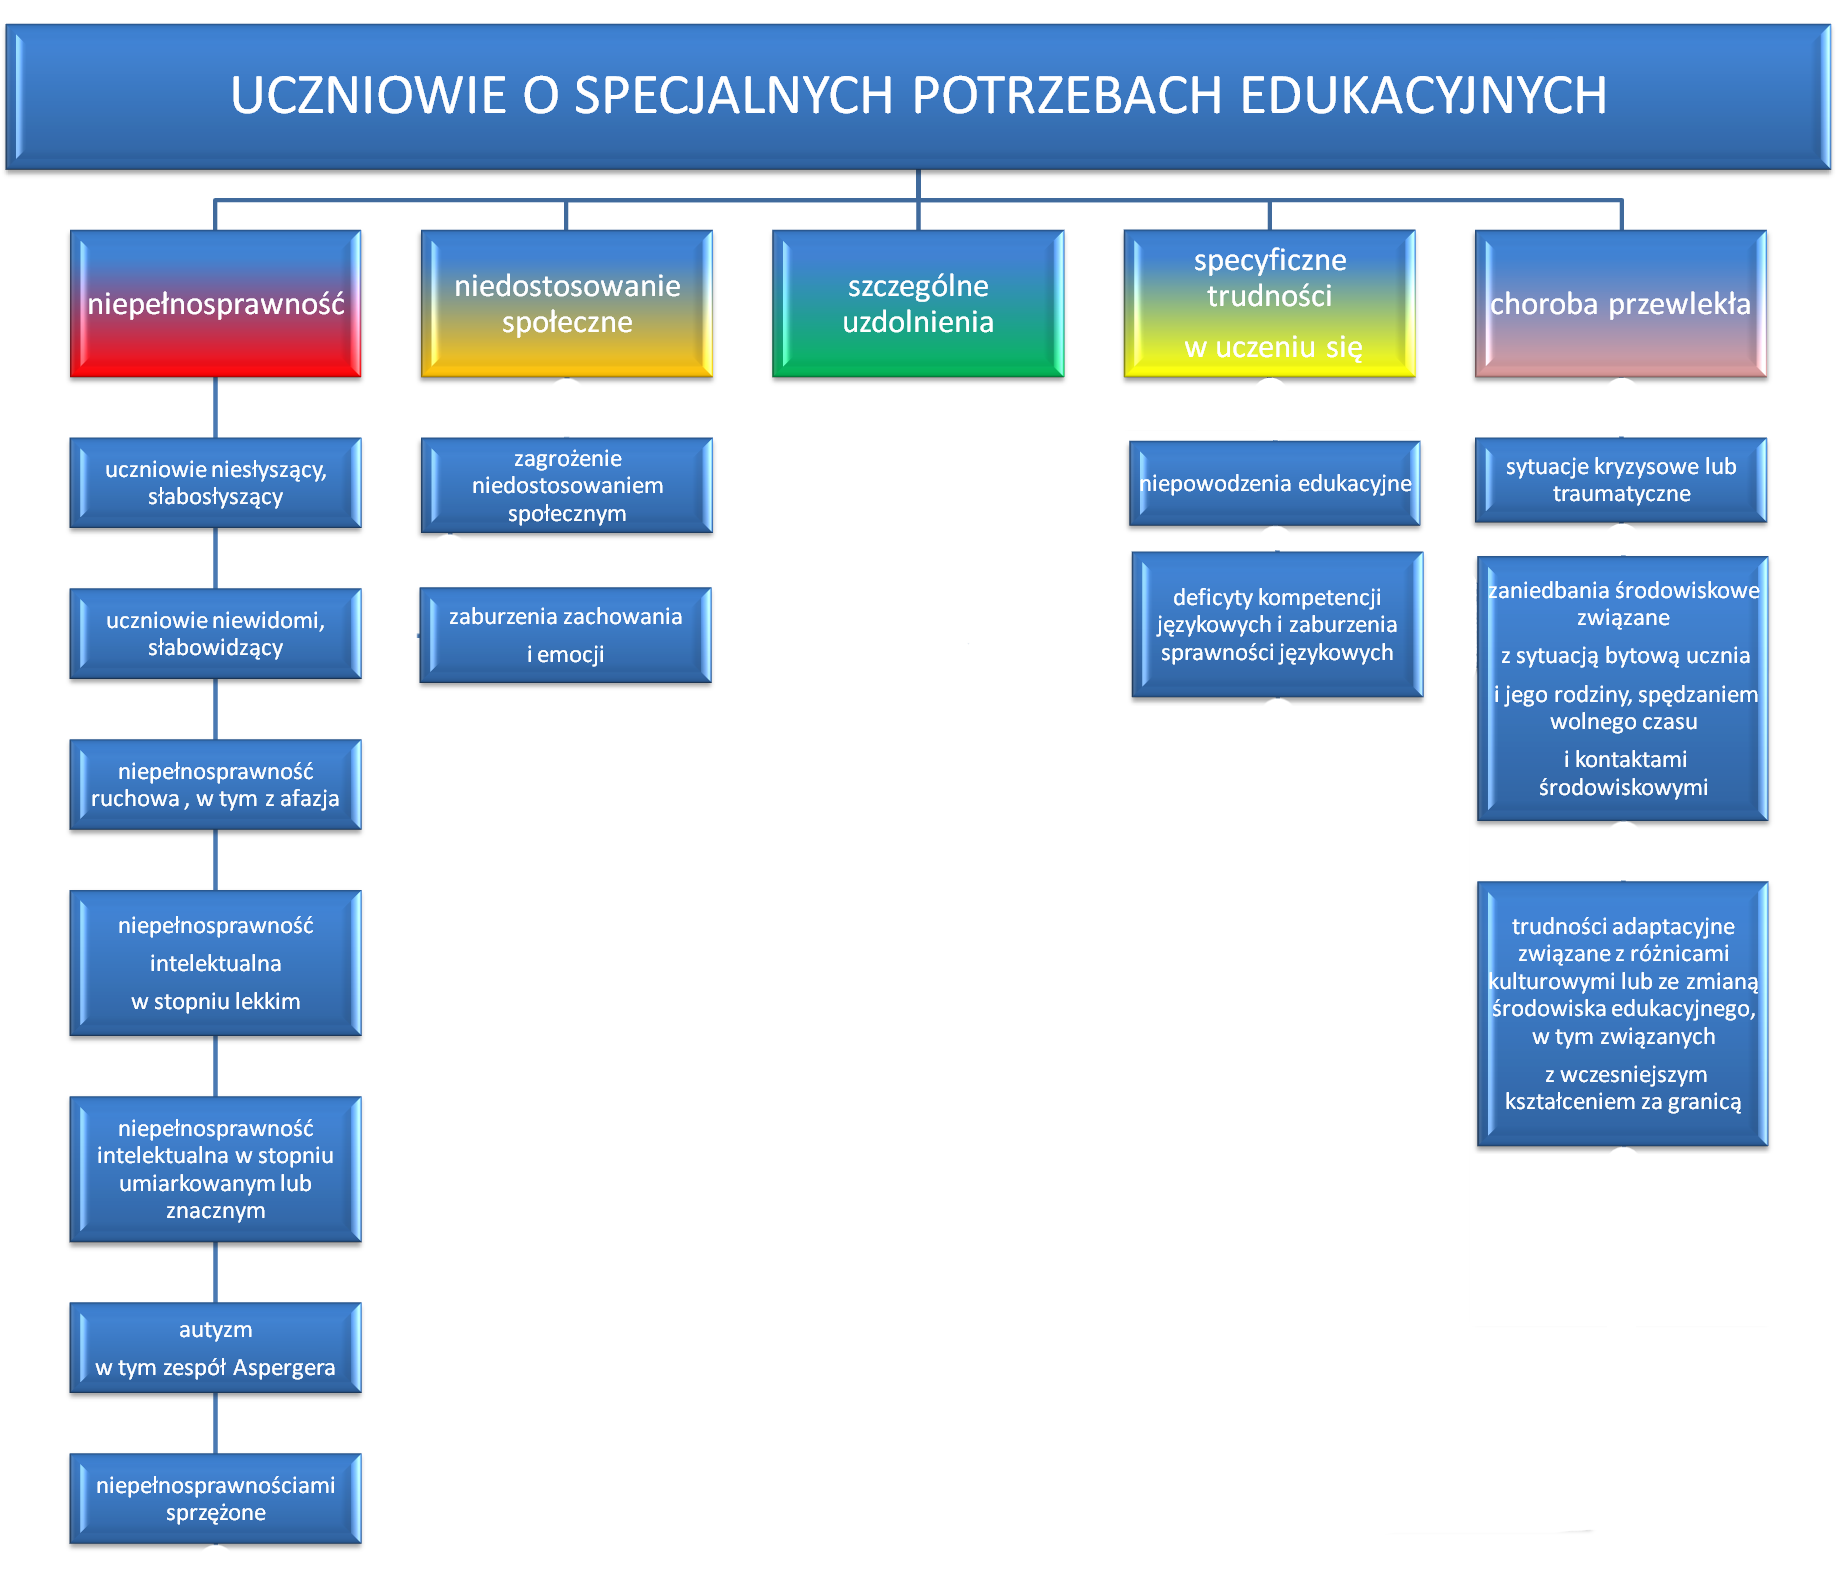 UCZNIOWIE O SPECJALNYCH POTRZEBACH EDUKACYJNYCH
niepełnosprawność
uczniowie niesłyszący,
słabosłyszący
uczniowie niewidomi,
słabowidzący
niepełnosprawność
ruchowa , w tym z afazja
niepełnosprawność
intelektualna
w stopniu lekkim
niepełnosprawność
intelektualna w stopniu
umiarkowanym lub
znacznym
autyzm
w tym zespół Aspergera
niepełnosprawnościami
sprzężone
niedostosowanie
społeczne
zagrożenie
niedostosowaniem
społecznym
zaburzenia zachowania
i emocji
szczególne
uzdolnienia
specyficzne
trudności
w uczeniu się
niepowodzenia edukacyjne
deficyty kompetencji
językowych i zaburzenia
sprawności językowych
choroba przewlekła
sytuacje kryzysowe lub
traumatyczne
zaniedbania środowiskowe
związane
z sytuacją bytową ucznia
i jego rodziny, spędzaniem
wolnego czasu
i kontaktami
środowiskowymi
trudności adaptacyjne
związane z różnicami
kulturowymi lub ze zmianą
środowiska edukacyjnego,
w tym związanych
z wczesniejszym
kształceniem za granicą